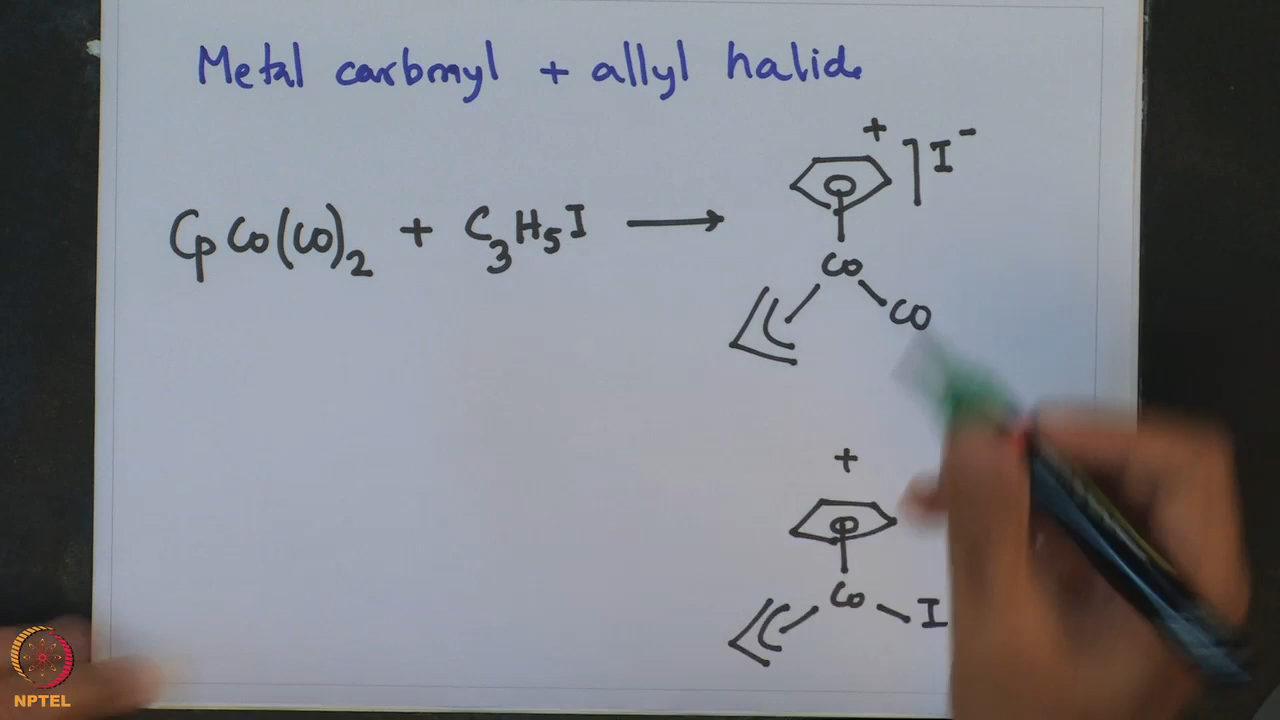 Metal carbonyl + allyl halide
CpCo(CO)₂ + C₃H₅I ⟶
+
] I⁻
Co
CO
+
Co
I
NPTEL